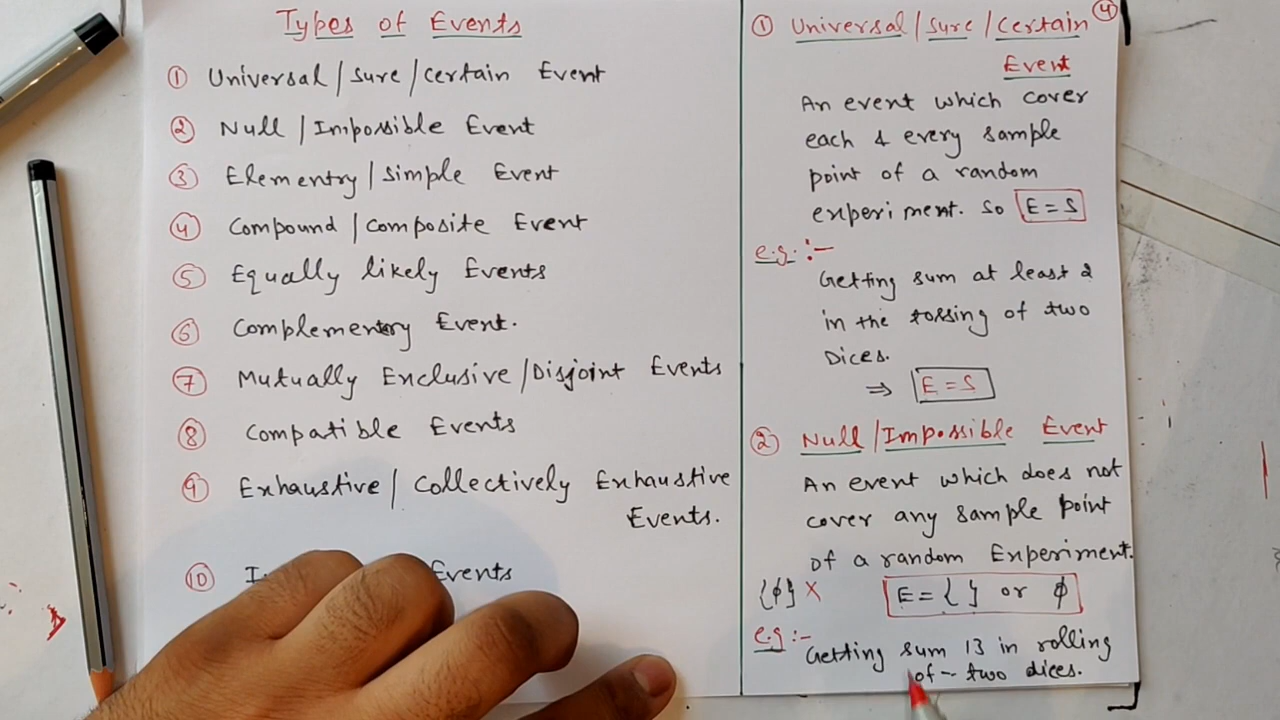 Types of Events
① Universal / Sure / Certain Event
② Null / Impossible Event
③ Elementry / Simple Event
④ Compound / Composite Event
⑤ Equally likely Events
⑥ Complementry Event.
⑦ Mutually Exclusive / Disjoint Events
⑧ Compatible Events
⑨ Exhaustive / Collectively Exhaustive
Events.
⑩ Events
④
① Universal / Sure / Certain
Event
An event which cover
each & every sample
point of a random
experiment. So E = S
e.g. :-
Getting sum at least 2
in the tossing of two
Dices.
⇒ E = S
② Null / Impossible Event
An event which does not
cover any sample point
of a random Experiment.
{ϕ} X E = { } or ϕ
e.g :-
Getting sum 13 in rolling
of - two dices.